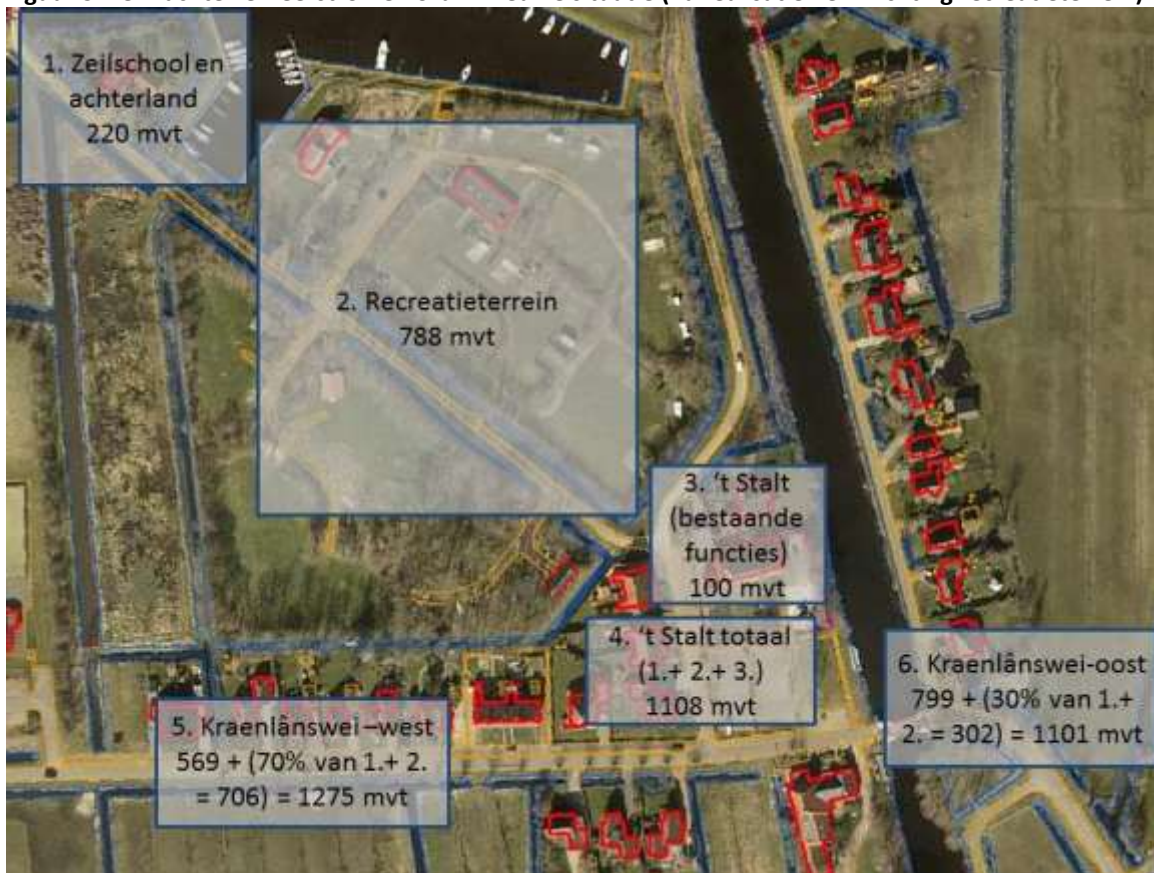 1. Zeilschool en
achterland
220 mvt
2. Recreatieterrein
788 mvt
3. ‘t Stalt
(bestaande
functies)
100 mvt
4. ‘t Stalt totaal
(1.+ 2.+ 3.)
1108 mvt
5. Kraenlânswei –west
569 + (70% van 1.+ 2.
= 706) = 1275 mvt
6. Kraenlânswei-oost
799 + (30% van 1.+
2. = 302) = 1101 mvt